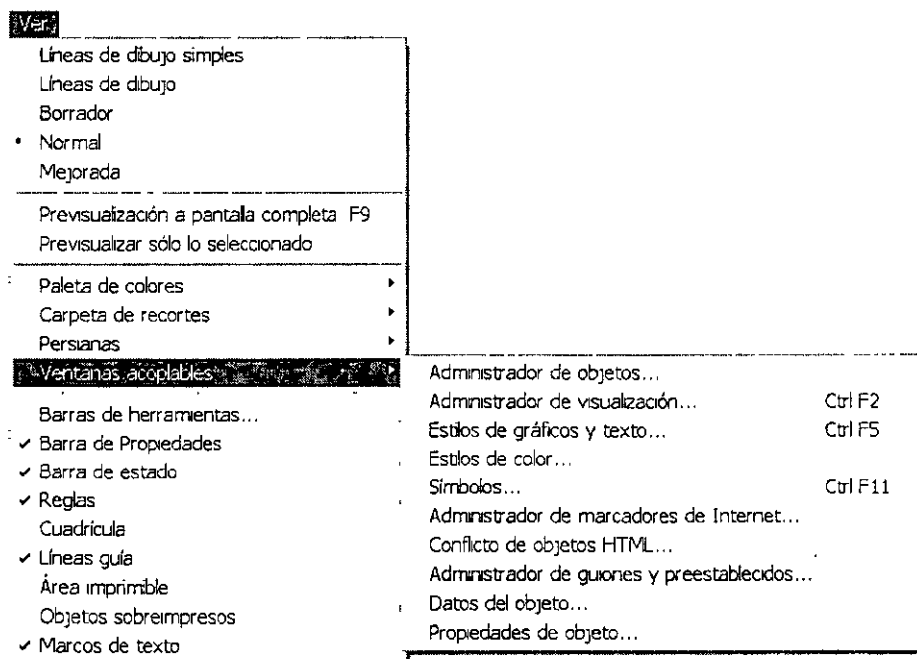 Ver
Líneas de dibujo simples
Líneas de dibujo
Borrador
• Normal
Mejorada
Previsualización a pantalla completa F9
Previsualizar sólo lo seleccionado
Paleta de colores
Carpeta de recortes
Persianas
Ventanas acoplables
Barras de herramientas...
✓ Barra de Propiedades
✓ Barra de estado
✓ Reglas
Cuadrícula
✓ Líneas guía
Área imprimible
Objetos sobreimpresos
✓ Marcos de texto
Administrador de objetos...
Administrador de visualización... Ctrl F2
Estilos de gráficos y texto... Ctrl F5
Estilos de color...
Símbolos... Ctrl F11
Administrador de marcadores de Internet...
Conflicto de objetos HTML...
Administrador de guiones y preestablecidos...
Datos del objeto...
Propiedades de objeto...